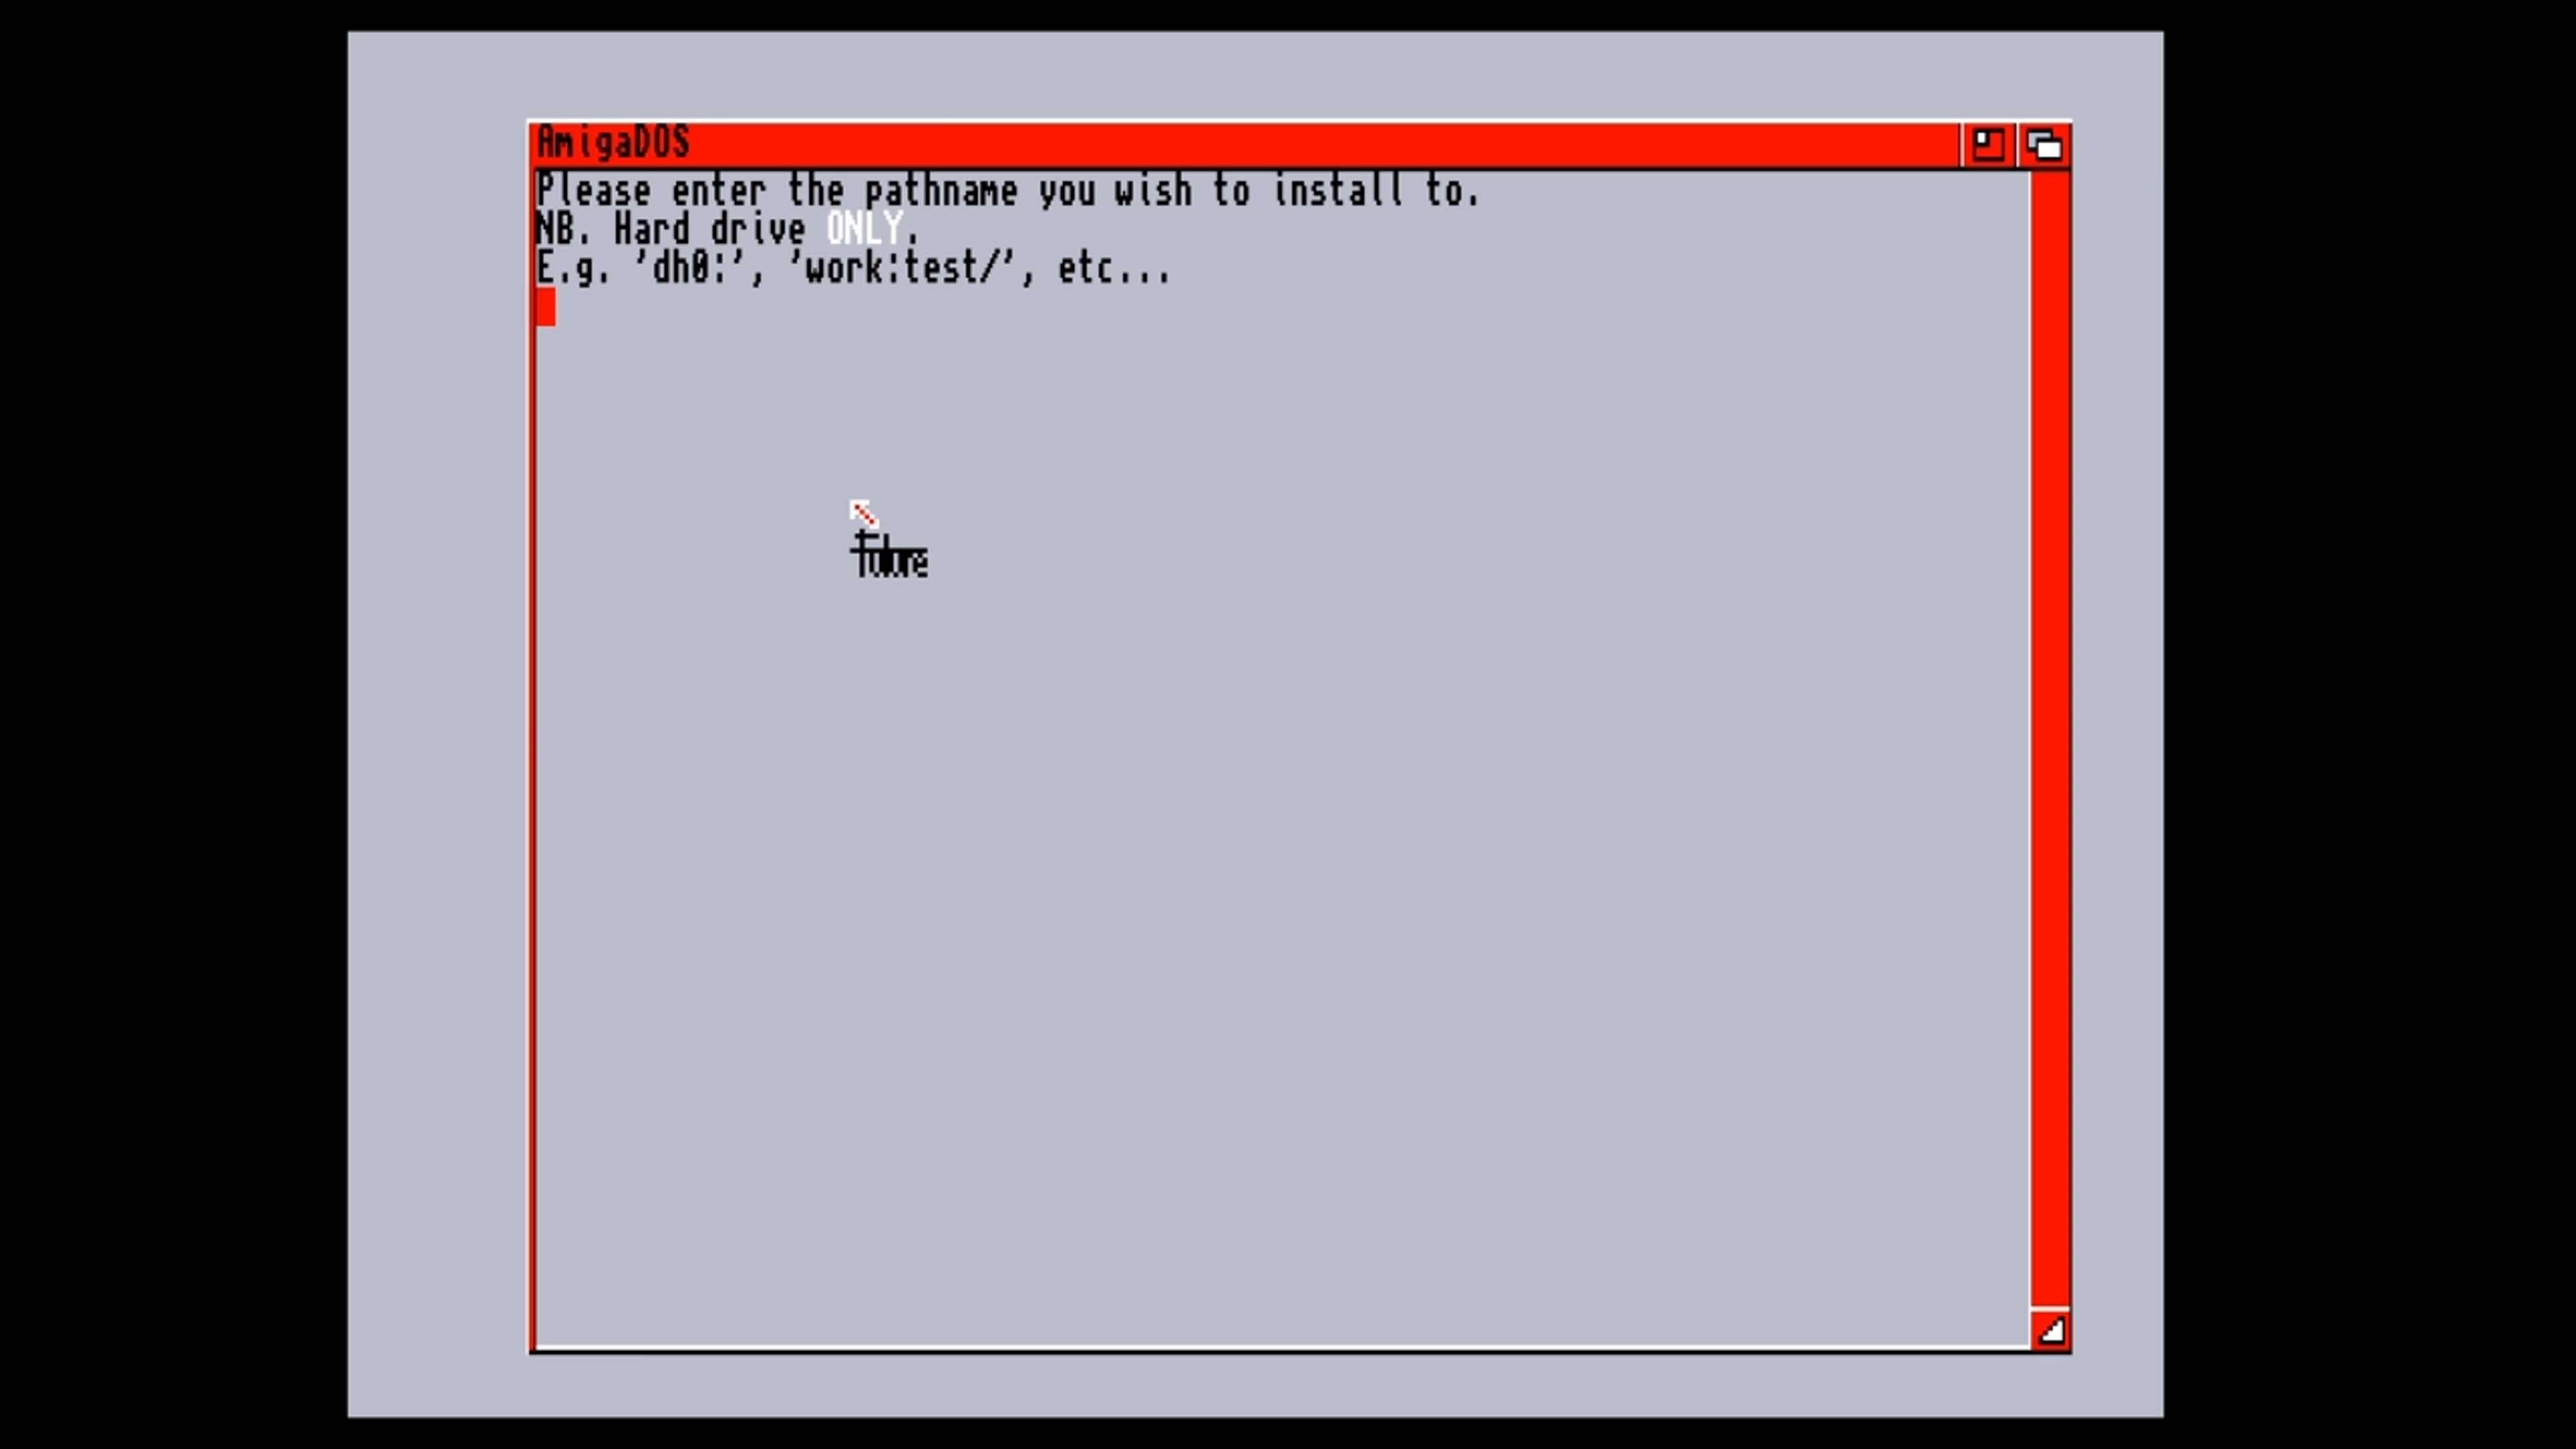 AmigaDOS
Please enter the pathname you wish to install to.
NB. Hard drive ONLY.
E.g. 'dh0:', 'work:test/', etc...
future